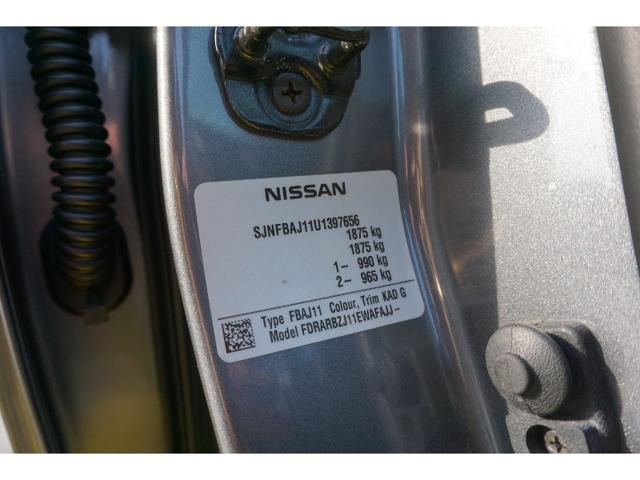 NISSAN
SJNFBAJ11U1397656
1875 kg
1875 kg
1– 990 kg
2– 965 kg
Type FBAJ11 Colour, Trim KAD G
Model FDRARBZJ11EWAFAJJ–